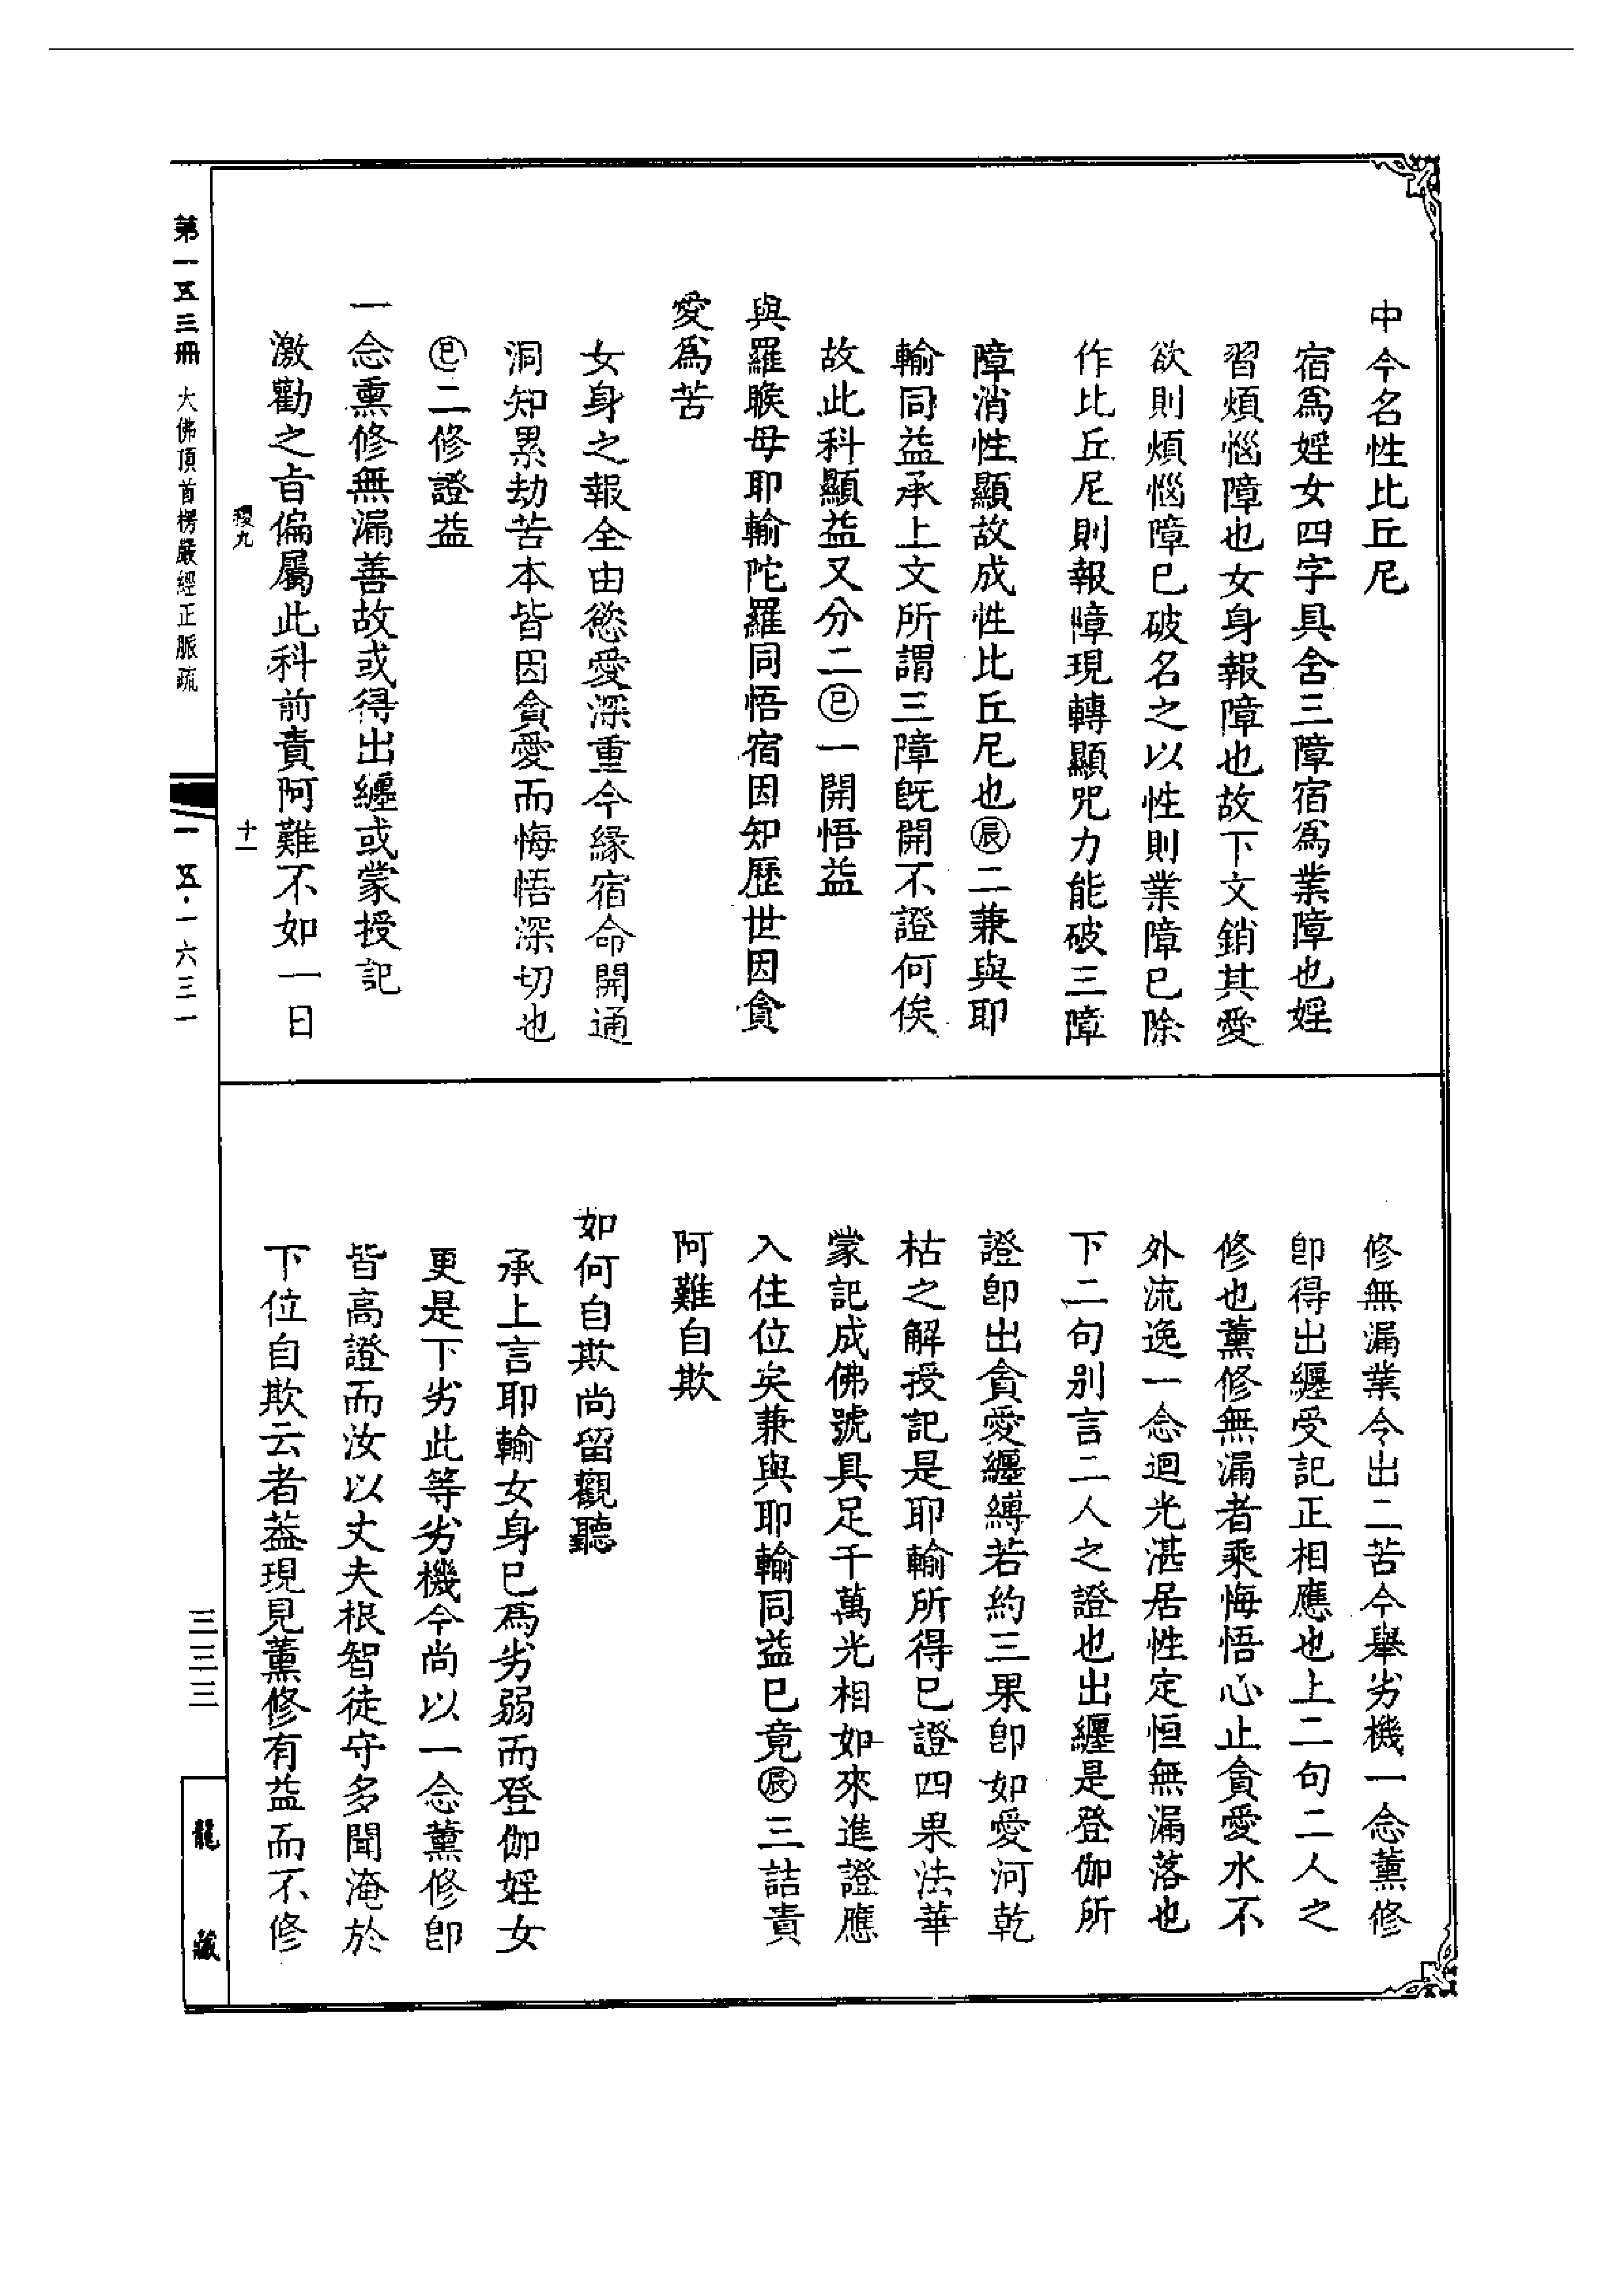 中今名性比丘尼
宿爲婬女四字具舍三障宿爲業障也婬
習煩惱障也女身報障也故下文銷其愛
欲則煩惱障巳破名之以性則業障巳除
作比丘尼則報障現轉顯咒力能破三障
障消性顯故成性比丘尼也㊁二兼與耶
輸同益承上文所謂三障旣開不證何俟
故此科顯益又分二㊁一開悟益
與羅睺母耶輸陀羅同悟宿因知歷世因貪
愛爲苦
女身之報全由慾愛深重今緣宿命開通
洞知累劫苦本皆因貪愛而悔悟深切也
㊁二修證益
一念熏修無漏善故或得出纏或蒙授記
激勸之旨偏屬此科前責阿難不如一日
稷九
十一
修無漏業今出二苦今舉劣機一念薰修
卽得出纏受記正相應也上二句二人之
修也薰修無漏者乘悔悟心止貪愛水不
外流逸一念迴光湛居性定恒無漏落也
下二句別言二人之證也出纏是登伽所
證卽出貪愛纏縛若約三果卽如愛河乾
枯之解授記是耶輸所得巳證四果法華
蒙記成佛號具足千萬光相如來進證應
入住位矣兼與耶輸同益巳竟㊁三詰責
阿難自欺
如何自欺尚留觀聽
承上言耶輸女身巳爲劣弱而登伽婬女
更是下劣此等劣機今尚以一念薰修卽
皆高證而汝以丈夫根智徒守多聞淹於
下位自欺云者葢現見薰修有益而不修
第一五三冊 大佛頂首楞嚴經正脈疏
一五·一六三一
三三三
龍藏